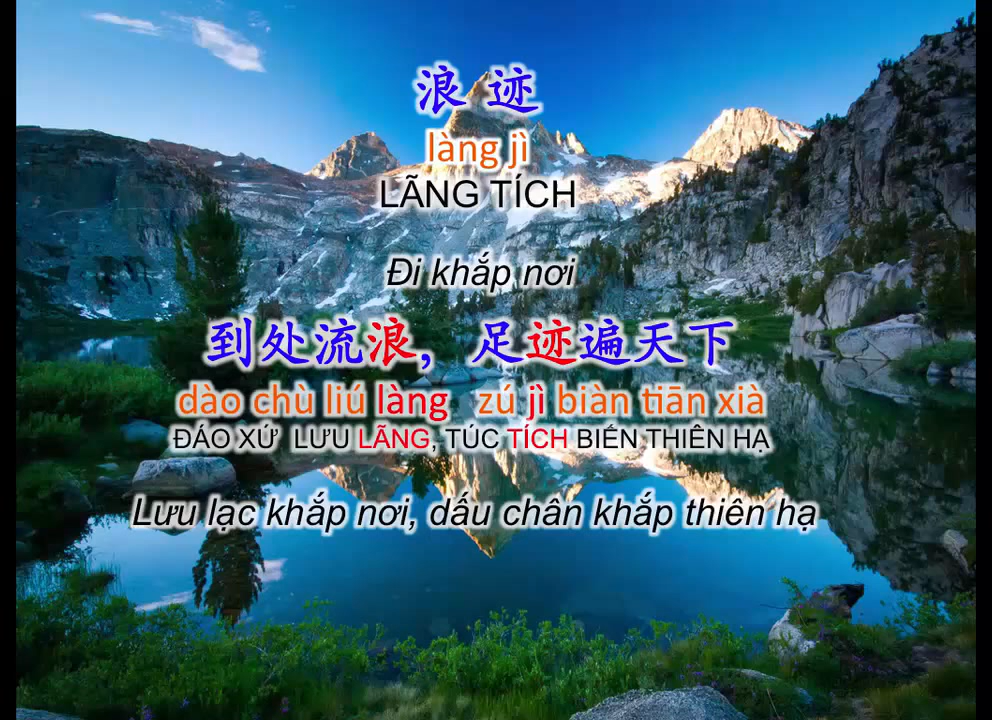 浪 迹
làng jì
LÃNG TÍCH
Đi khắp nơi
到处流浪，足迹遍天下
dào chù liú làng zú jì biàn tiān xià
ĐÁO XỨ LƯU LÃNG, TÚC TÍCH BIẾN THIÊN HẠ
Lưu lạc khắp nơi, dấu chân khắp thiên hạ